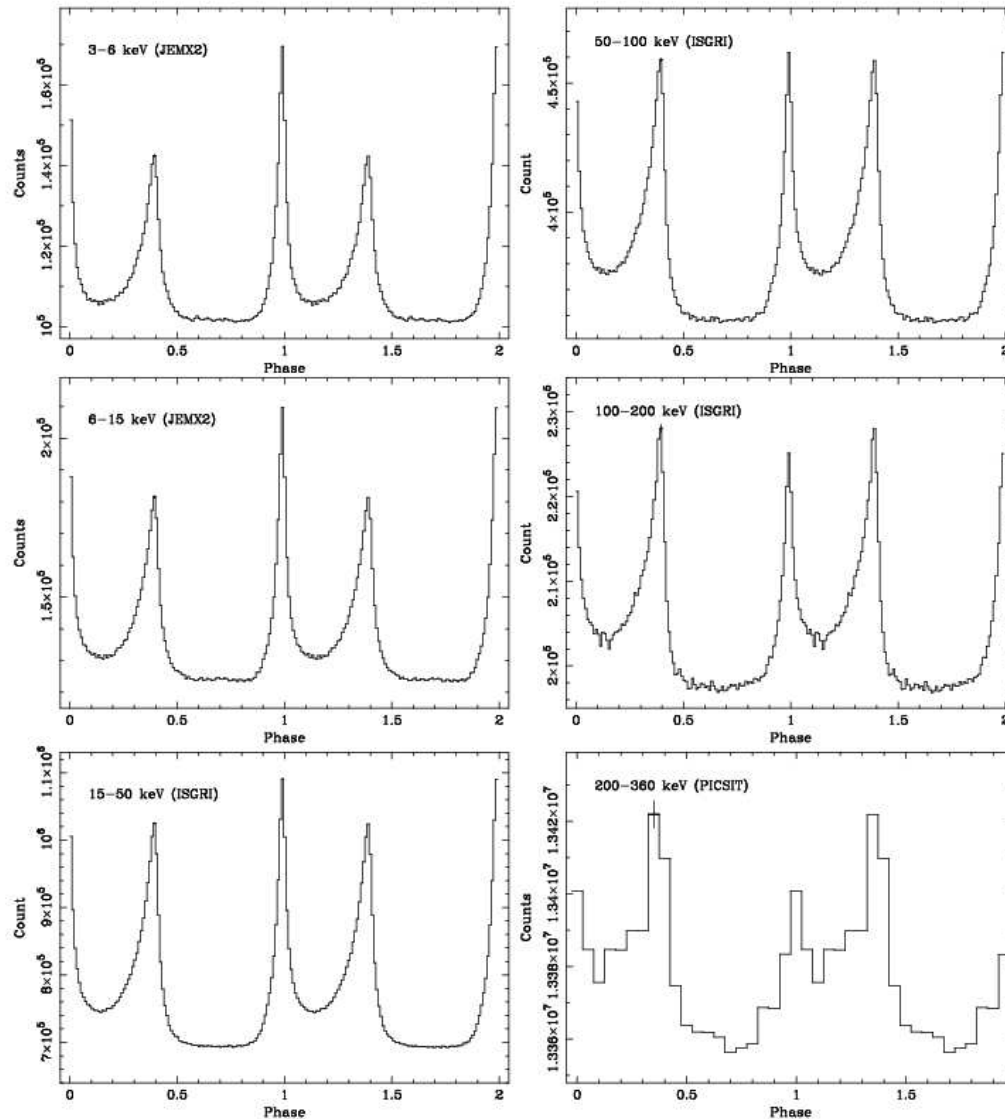 3-6 keV (JEMX2)
Counts
1.6×10⁵
1.4×10⁵
1.2×10⁵
10⁵
0 0.5 1 1.5 2
Phase
50-100 keV (ISGRI)
Count
4.5×10⁵
4×10⁵
0 0.5 1 1.5 2
Phase
6-15 keV (JEMX2)
Counts
2×10⁵
1.5×10⁵
0 0.5 1 1.5 2
Phase
100-200 keV (ISGRI)
Count
2.3×10⁵
2.2×10⁵
2.1×10⁵
2×10⁵
0 0.5 1 1.5 2
Phase
15-50 keV (ISGRI)
Count
1.1×10⁶
10⁶
9×10⁵
8×10⁵
7×10⁵
0 0.5 1 1.5 2
Phase
200-360 keV (PICSIT)
Counts
1.342×10⁷
1.34×10⁷
1.338×10⁷
1.336×10⁷
0 0.5 1 1.5
Phase